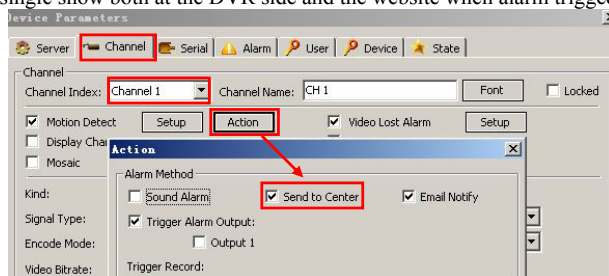 single show both at the DVR side and the website when alarm trigge
Device Parameters
Server Channel Serial Alarm User Device State
Channel
Channel Index: Channel 1 Channel Name: CH 1 Font Locked
Motion Detect Setup Action Video Lost Alarm Setup
Display Cha
Mosaic
Action
Alarm Method
Kind: Sound Alarm Send to Center Email Notify
Signal Type: Trigger Alarm Output:
Encode Mode: Output 1
Video Bitrate: Trigger Record: